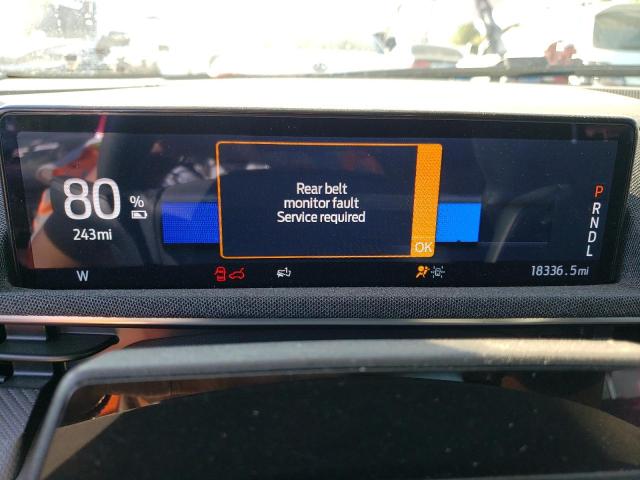 80 %
243mi
Rear belt
monitor fault
Service required
OK
P
R
N
D
L
W
18336.5mi